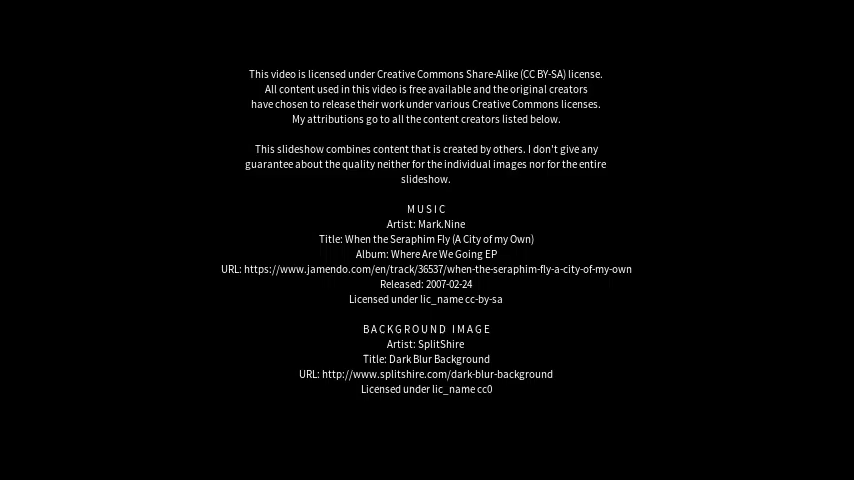 This video is licensed under Creative Commons Share-Alike (CC BY-SA) license.
All content used in this video is free available and the original creators
have chosen to release their work under various Creative Commons licenses.
My attributions go to all the content creators listed below.
This slideshow combines content that is created by others. I don't give any
guarantee about the quality neither for the individual images nor for the entire
slideshow.
M U S I C
Artist: Mark.Nine
Title: When the Seraphim Fly (A City of my Own)
Album: Where Are We Going EP
URL: https://www.jamendo.com/en/track/36537/when-the-seraphim-fly-a-city-of-my-own
Released: 2007-02-24
Licensed under lic_name cc-by-sa
B A C K G R O U N D   I M A G E
Artist: SplitShire
Title: Dark Blur Background
URL: http://www.splitshire.com/dark-blur-background
Licensed under lic_name cc0